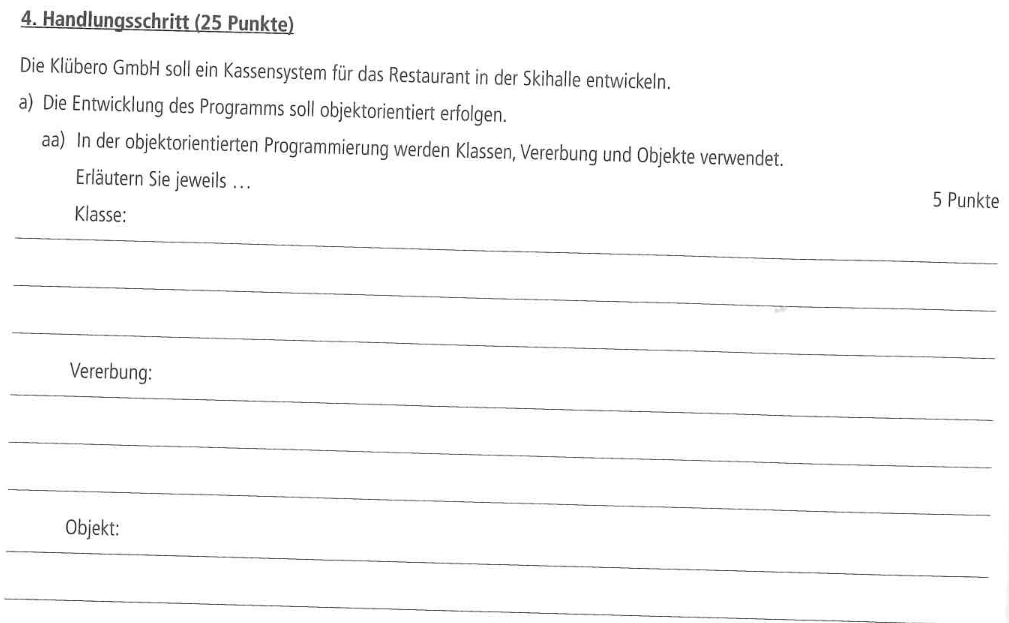 4. Handlungsschritt (25 Punkte)
Die Klübero GmbH soll ein Kassensystem für das Restaurant in der Skihalle entwickeln.
a) Die Entwicklung des Programms soll objektorientiert erfolgen.
aa) In der objektorientierten Programmierung werden Klassen, Vererbung und Objekte verwendet.
Erläutern Sie jeweils …
5 Punkte
Klasse:
Vererbung:
Objekt: